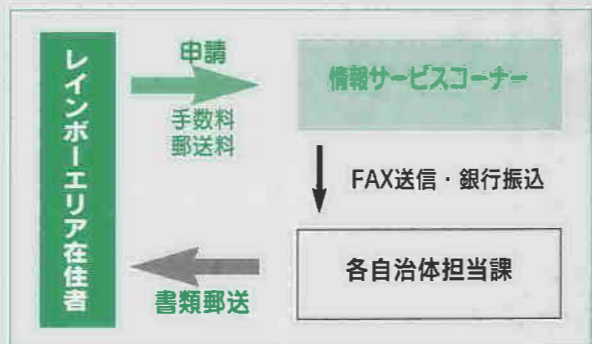 レインボーエリア在住者
申請
手数料
郵送料
情報サービスコーナー
FAX送信・銀行振込
各自治体担当課
書類郵送